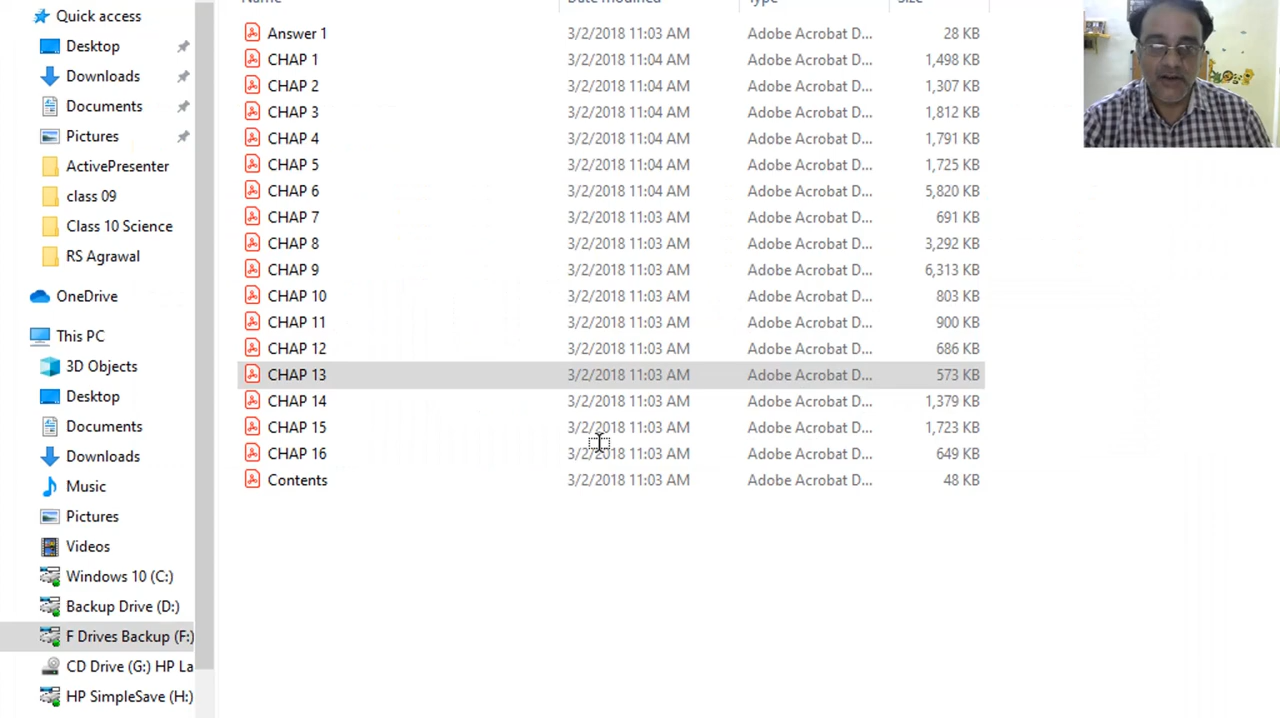 Name Date modified Type Size
Quick access
Desktop
Downloads
Documents
Pictures
ActivePresenter
class 09
Class 10 Science
RS Agrawal
OneDrive
This PC
3D Objects
Desktop
Documents
Downloads
Music
Pictures
Videos
Windows 10 (C:)
Backup Drive (D:)
F Drives Backup (F:)
CD Drive (G:) HP La
HP SimpleSave (H:)
Answer 1 3/2/2018 11:03 AM Adobe Acrobat D... 28 KB
CHAP 1 3/2/2018 11:04 AM Adobe Acrobat D... 1,498 KB
CHAP 2 3/2/2018 11:04 AM Adobe Acrobat D... 1,307 KB
CHAP 3 3/2/2018 11:04 AM Adobe Acrobat D... 1,812 KB
CHAP 4 3/2/2018 11:04 AM Adobe Acrobat D... 1,791 KB
CHAP 5 3/2/2018 11:04 AM Adobe Acrobat D... 1,725 KB
CHAP 6 3/2/2018 11:04 AM Adobe Acrobat D... 5,820 KB
CHAP 7 3/2/2018 11:03 AM Adobe Acrobat D... 691 KB
CHAP 8 3/2/2018 11:03 AM Adobe Acrobat D... 3,292 KB
CHAP 9 3/2/2018 11:03 AM Adobe Acrobat D... 6,313 KB
CHAP 10 3/2/2018 11:03 AM Adobe Acrobat D... 803 KB
CHAP 11 3/2/2018 11:03 AM Adobe Acrobat D... 900 KB
CHAP 12 3/2/2018 11:03 AM Adobe Acrobat D... 686 KB
CHAP 13 3/2/2018 11:03 AM Adobe Acrobat D... 573 KB
CHAP 14 3/2/2018 11:03 AM Adobe Acrobat D... 1,379 KB
CHAP 15 3/2/2018 11:03 AM Adobe Acrobat D... 1,723 KB
CHAP 16 3/2/2018 11:03 AM Adobe Acrobat D... 649 KB
Contents 3/2/2018 11:03 AM Adobe Acrobat D... 48 KB